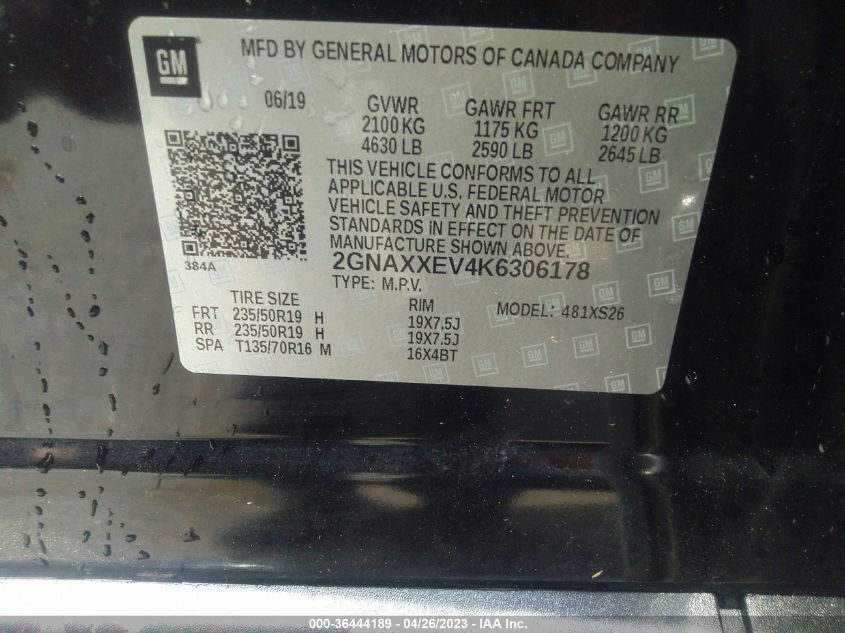 GM
MFD BY GENERAL MOTORS OF CANADA COMPANY
06/19
GVWR
2100 KG
4630 LB
GAWR FRT
1175 KG
2590 LB
GAWR RR
1200 KG
2645 LB
THIS VEHICLE CONFORMS TO ALL
APPLICABLE U.S. FEDERAL MOTOR
VEHICLE SAFETY AND THEFT PREVENTION
STANDARDS IN EFFECT ON THE DATE OF
MANUFACTURE SHOWN ABOVE.
384A
2GNAXXEV4K6306178
TYPE: M.P.V.
TIRE SIZE
RIM
MODEL: 481XS26
FRT 235/50R19 H 19X7.5J
RR 235/50R19 H 19X7.5J
SPA T135/70R16 M 16X4BT
000-36444189 - 04/26/2023 - IAA Inc.